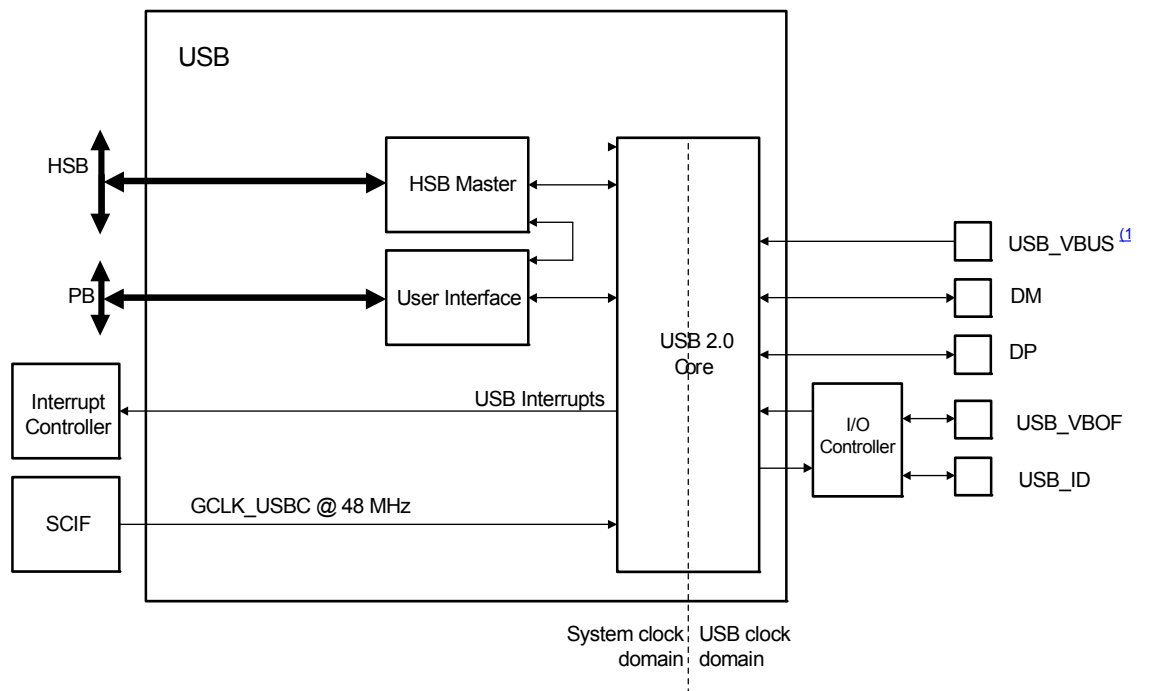 USB
HSB
HSB Master
USB_VBUS (1
PB
User Interface
DM
USB 2.0
Core
DP
Interrupt
Controller
USB Interrupts
I/O
Controller
USB_VBOF
USB_ID
SCIF
GCLK_USBC @ 48 MHz
System clock
domain
USB clock
domain